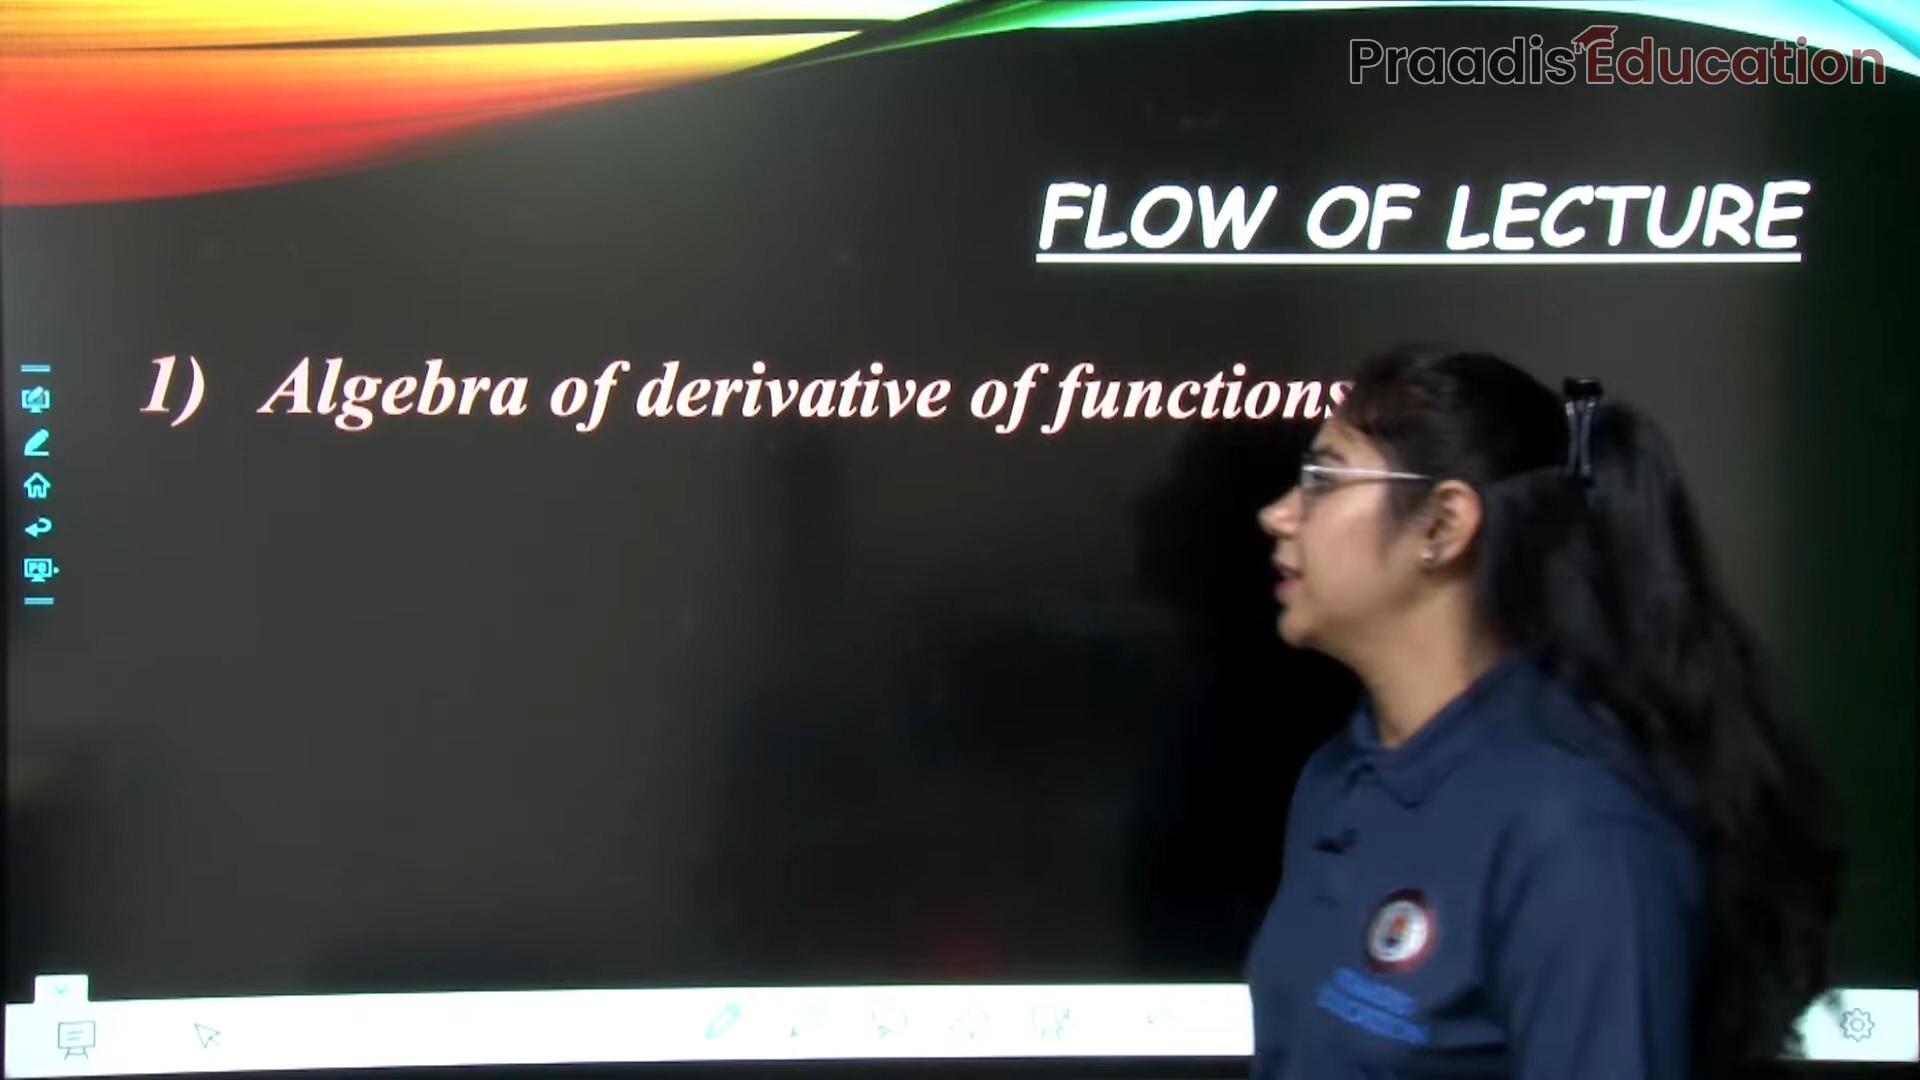 Praadis Education
FLOW OF LECTURE
1) Algebra of derivative of functions